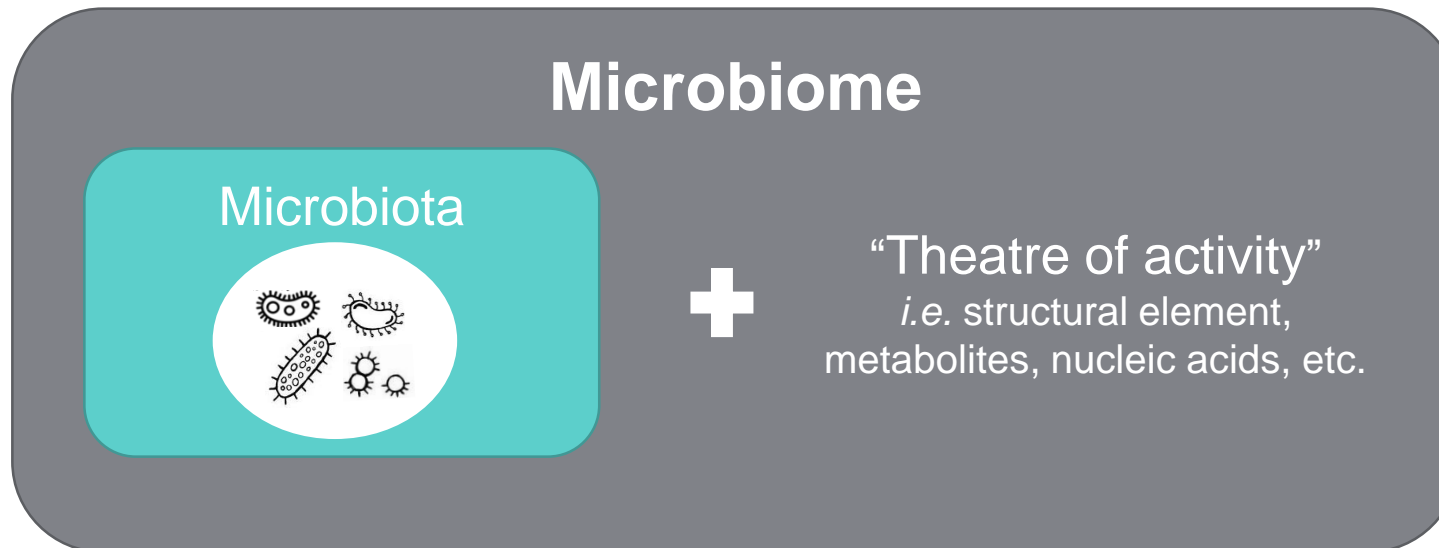 Microbiome
Microbiota
“Theatre of activity”
i.e. structural element,
metabolites, nucleic acids, etc.